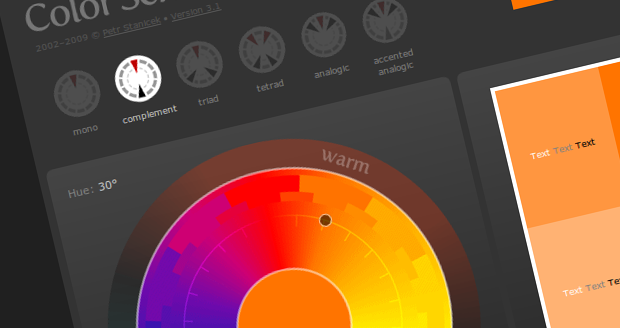 Color Sc
2002–2009 © Petr Stanicek • Version 3.1
mono
complement
triad
tetrad
analogic
accented
analogic
Hue: 30°
warm
Text Text Text
Text Text Te